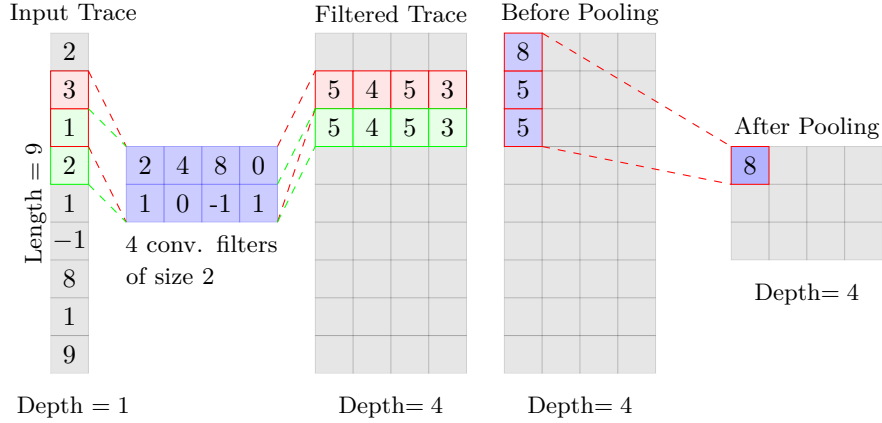 Input Trace
Filtered Trace
Before Pooling
Length = 9
2
3
1
2
1
−1
8
1
9
2 4 8 0
1 0 -1 1
4 conv. filters
of size 2
5 4 5 3
5 4 5 3
8
5
5
After Pooling
8
Depth= 4
Depth = 1
Depth= 4
Depth= 4